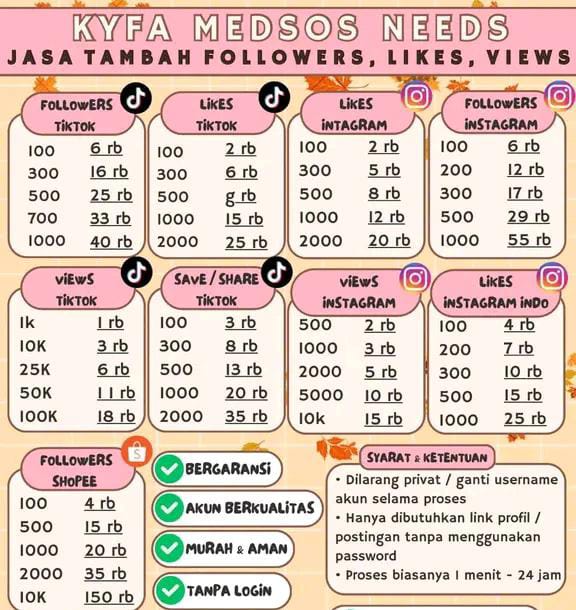 KYFA MEDSOS NEEDS
JASA TAMBAH FOLLOWERS, LIKES, VIEWS
FOLLOWERS
TIKTOK
100 6 rb
300 16 rb
500 25 rb
700 33 rb
1000 40 rb
LIKES
TIKTOK
100 2 rb
300 6 rb
500 g rb
1000 15 rb
2000 25 rb
LIKES
INTAGRAM
100 2 rb
300 5 rb
500 8 rb
1000 12 rb
2000 20 rb
FOLLOWERS
INSTAGRAM
100 6 rb
200 12 rb
300 17 rb
500 29 rb
1000 55 rb
VIEWS
TIKTOK
1k 1 rb
10K 3 rb
25K 6 rb
50K 11 rb
100K 18 rb
SAVE / SHARE
TIKTOK
100 3 rb
300 8 rb
500 13 rb
1000 20 rb
2000 35 rb
VIEWS
INSTAGRAM
500 2 rb
1000 3 rb
2000 5 rb
5000 10 rb
10k 15 rb
LIKES
INSTAGRAM INDO
100 4 rb
200 7 rb
300 10 rb
500 15 rb
1000 25 rb
FOLLOWERS
SHOPEE
100 4 rb
500 15 rb
1000 20 rb
2000 35 rb
10K 150 rb
BERGARANSI
AKUN BERKUALITAS
MURAH & AMAN
TANPA LOGIN
SYARAT & KETENTUAN
• Dilarang privat / ganti username
akun selama proses
• Hanya dibutuhkan link profil /
postingan tanpa menggunakan
password
• Proses biasanya 1 menit - 24 jam